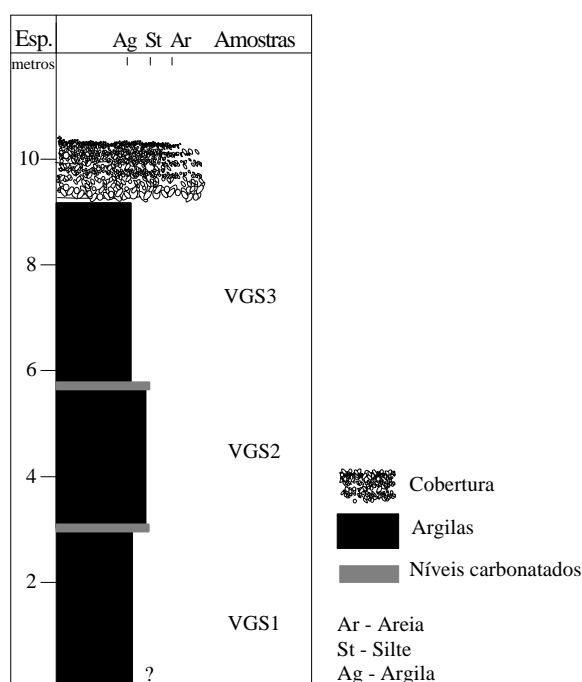 Esp. Ag St Ar Amostras
metros
10
8
VGS3
6
VGS2
4
Cobertura
Argilas
Níveis carbonatados
2
VGS1
Ar - Areia
St - Silte
? Ag - Argila